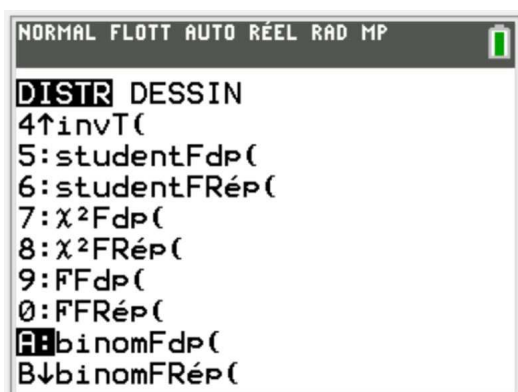 NORMAL FLOTT AUTO RÉEL RAD MP
DISTR DESSIN
4↑invT(
5:studentFdp(
6:studentFRép(
7:χ²Fdp(
8:χ²FRép(
9:FFdp(
0:FFRép(
A:binomFdp(
B↓binomFRép(